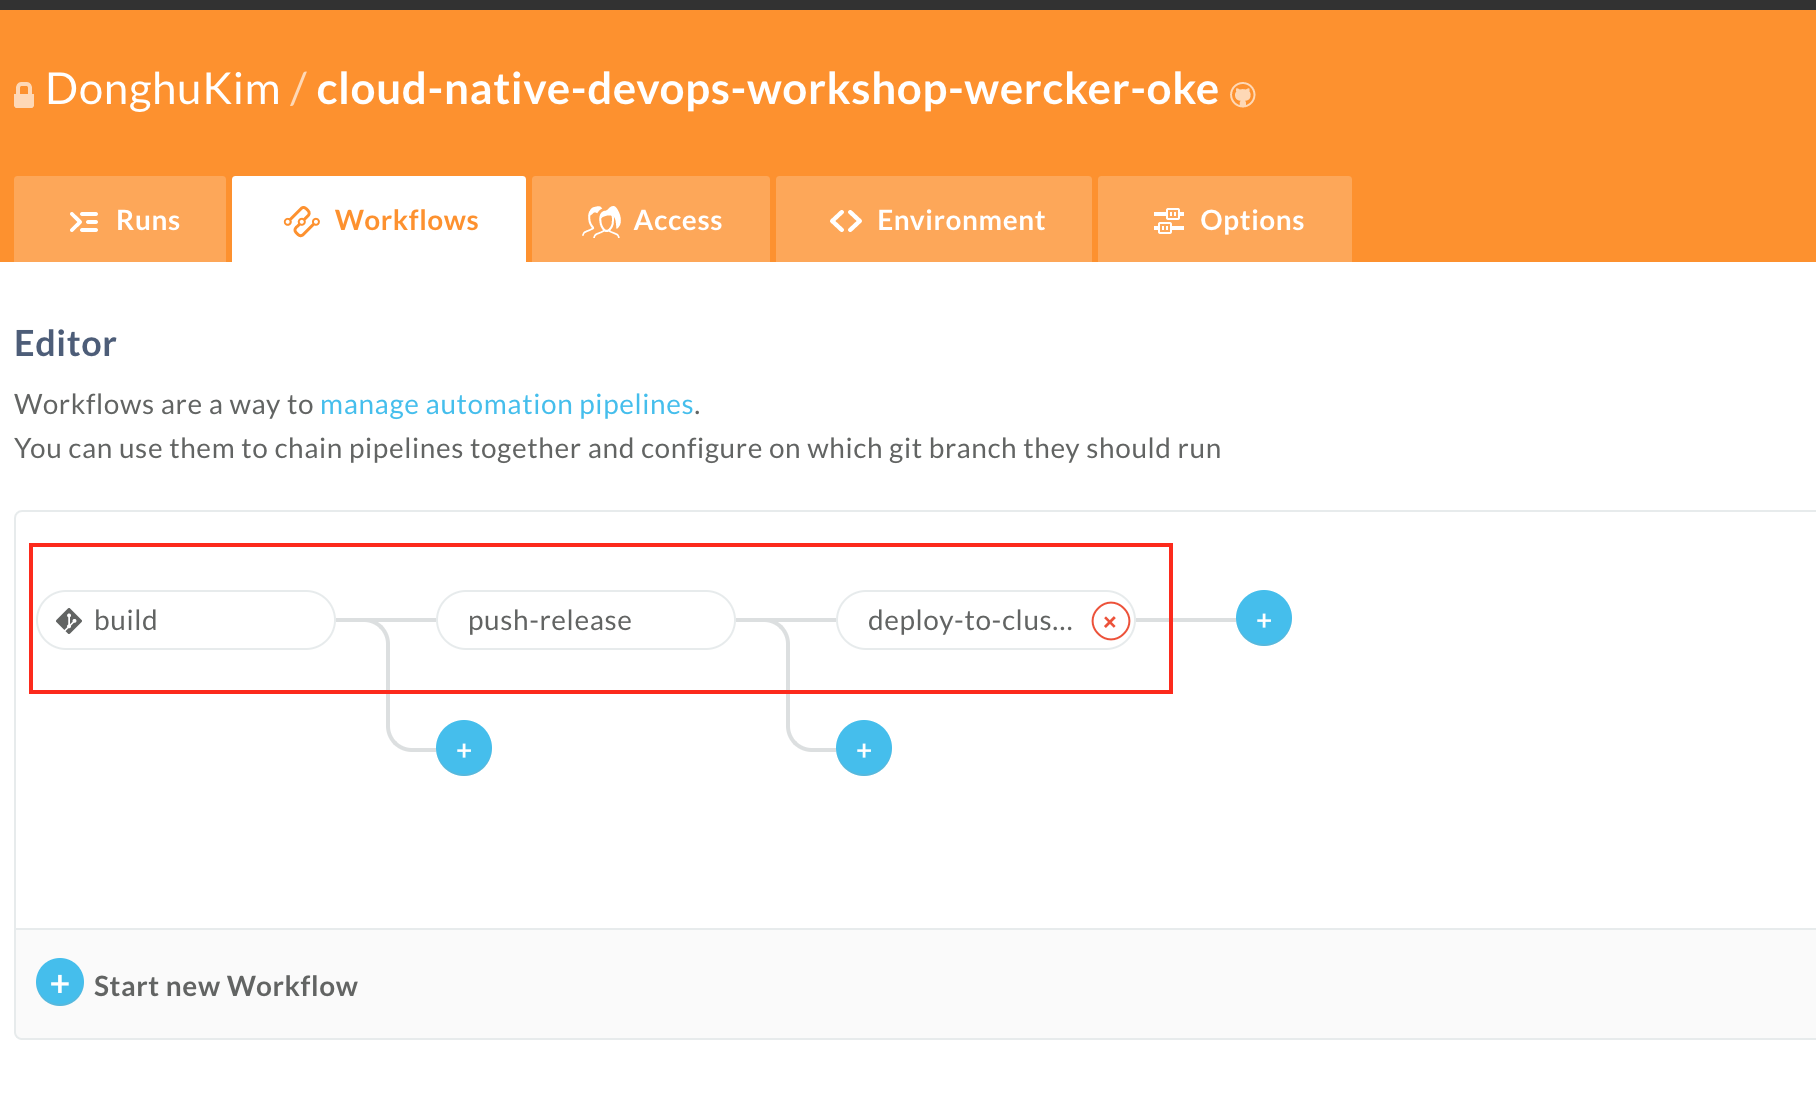 DonghuKim / cloud-native-devops-workshop-wercker-oke
Runs
Workflows
Access
Environment
Options
Editor
Workflows are a way to manage automation pipelines.
You can use them to chain pipelines together and configure on which git branch they should run
build
push-release
deploy-to-clus...
Start new Workflow